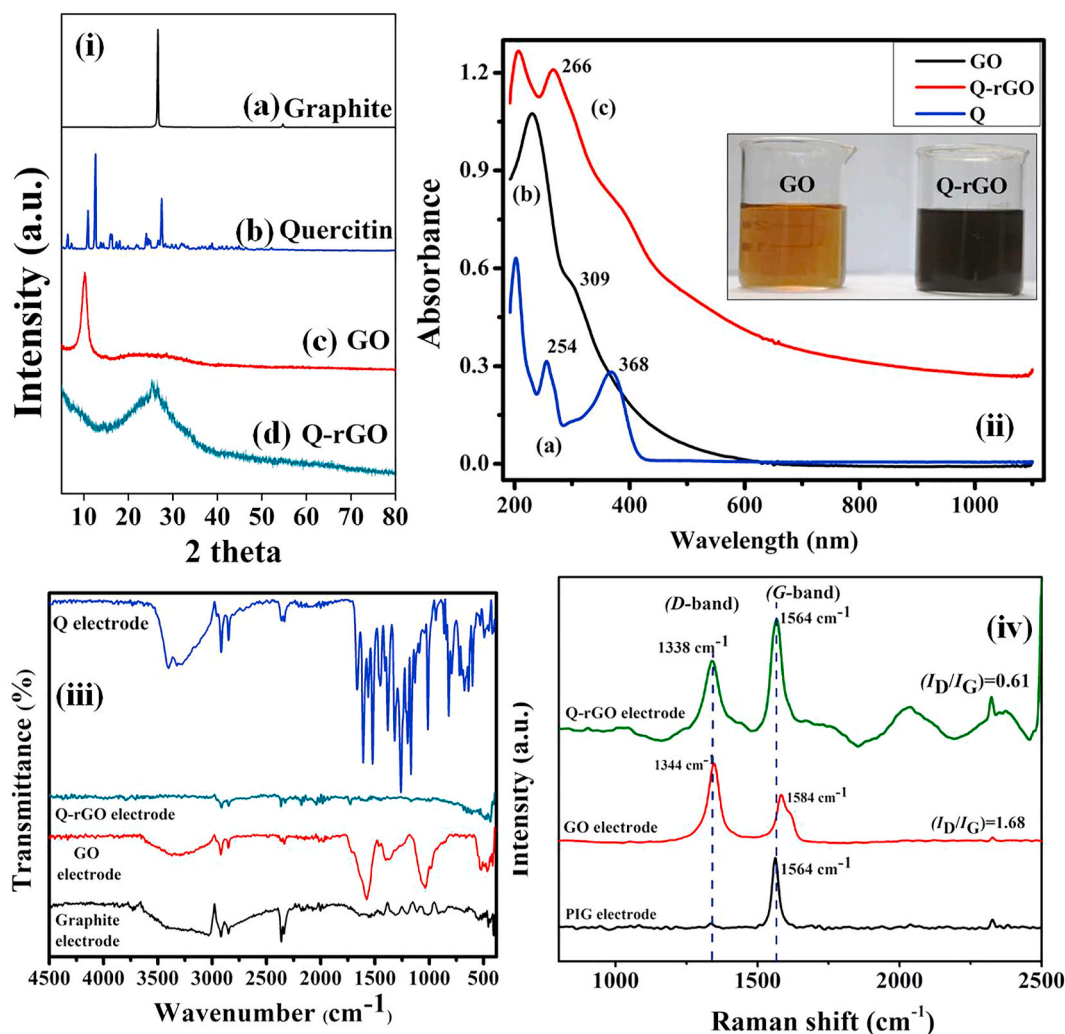 (i)
(a) Graphite
(b) Quercitin
(c) GO
(d) Q-rGO
Intensity (a.u.)
10 20 30 40 50 60 70 80
2 theta
GO
Q-rGO
Q
266
(c)
(b)
309
254
368
(a)
(ii)
GO
Q-rGO
Absorbance
1.2
0.9
0.6
0.3
0.0
200 400 600 800 1000
Wavelength (nm)
Q electrode
(iii)
Q-rGO electrode
GO
electrode
Graphite
electrode
Transmittance (%)
4500 4000 3500 3000 2500 2000 1500 1000 500
Wavenumber (cm-1)
(D-band)
(G-band)
1564 cm-1
(iv)
1338 cm-1
(ID/IG)=0.61
Q-rGO electrode
1344 cm-1
1584 cm-1
GO electrode
(ID/IG)=1.68
1564 cm-1
PIG electrode
Intensity (a.u.)
1000 1500 2000 2500
Raman shift (cm-1)